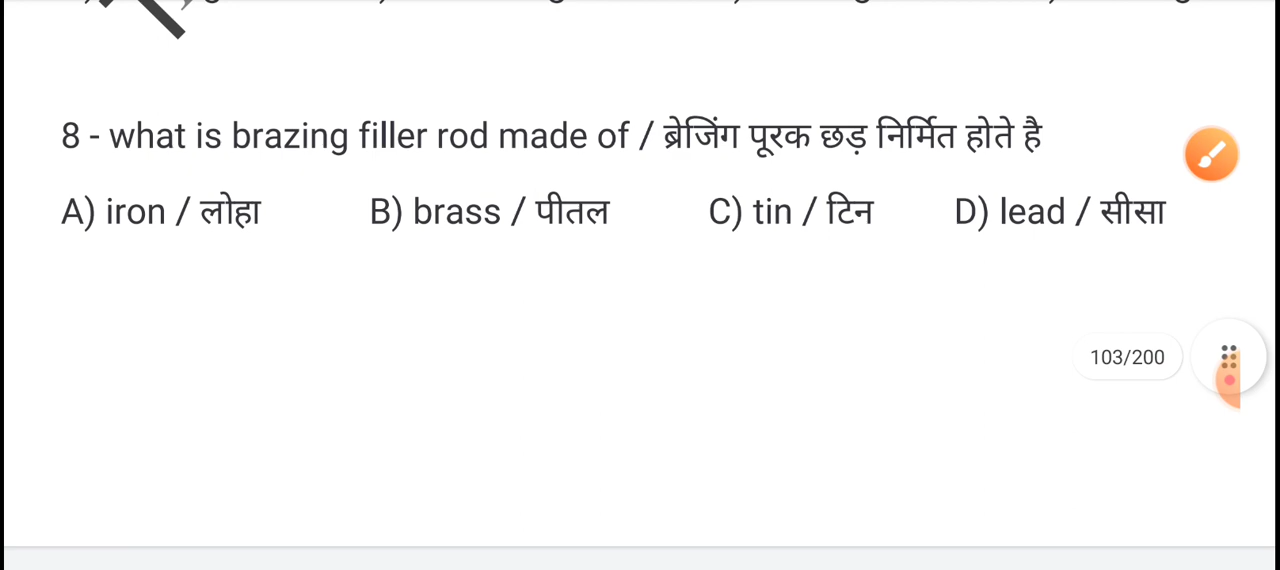 8 - what is brazing filler rod made of / ब्रेजिंग पूरक छड़ निर्मित होते है
A) iron / लोहा B) brass / पीतल C) tin / टिन D) lead / सीसा
103/200